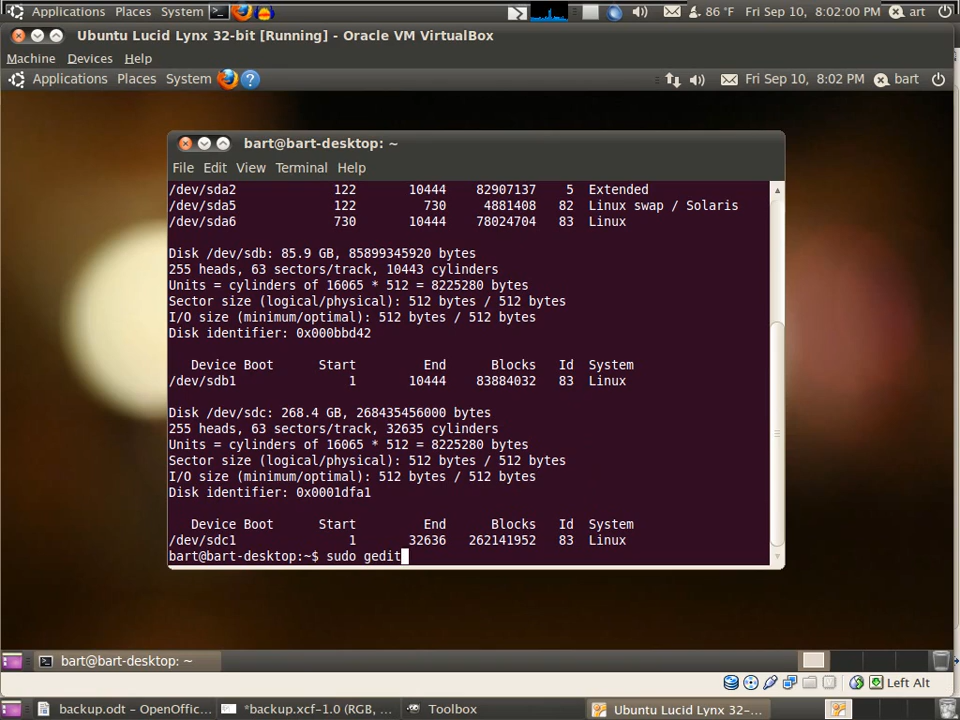 Applications Places System 86 °F Fri Sep 10, 8:02:00 PM art
Ubuntu Lucid Lynx 32-bit [Running] - Oracle VM VirtualBox
Machine Devices Help
Applications Places System ? Fri Sep 10, 8:02 PM bart
bart@bart-desktop: ~
File Edit View Terminal Help
/dev/sda2 122 10444 82907137 5 Extended
/dev/sda5 122 730 4881408 82 Linux swap / Solaris
/dev/sda6 730 10444 78024704 83 Linux
Disk /dev/sdb: 85.9 GB, 85899345920 bytes
255 heads, 63 sectors/track, 10443 cylinders
Units = cylinders of 16065 * 512 = 8225280 bytes
Sector size (logical/physical): 512 bytes / 512 bytes
I/O size (minimum/optimal): 512 bytes / 512 bytes
Disk identifier: 0x000bbd42
Device Boot Start End Blocks Id System
/dev/sdb1 1 10444 83884032 83 Linux
Disk /dev/sdc: 268.4 GB, 268435456000 bytes
255 heads, 63 sectors/track, 32635 cylinders
Units = cylinders of 16065 * 512 = 8225280 bytes
Sector size (logical/physical): 512 bytes / 512 bytes
I/O size (minimum/optimal): 512 bytes / 512 bytes
Disk identifier: 0x0001dfa1
Device Boot Start End Blocks Id System
/dev/sdc1 1 32636 262141952 83 Linux
bart@bart-desktop:~$ sudo gedit
bart@bart-desktop: ~
Left Alt
backup.odt – OpenOffic... *backup.xcf-1.0 (RGB, ... Toolbox Ubuntu Lucid Lynx 32-...